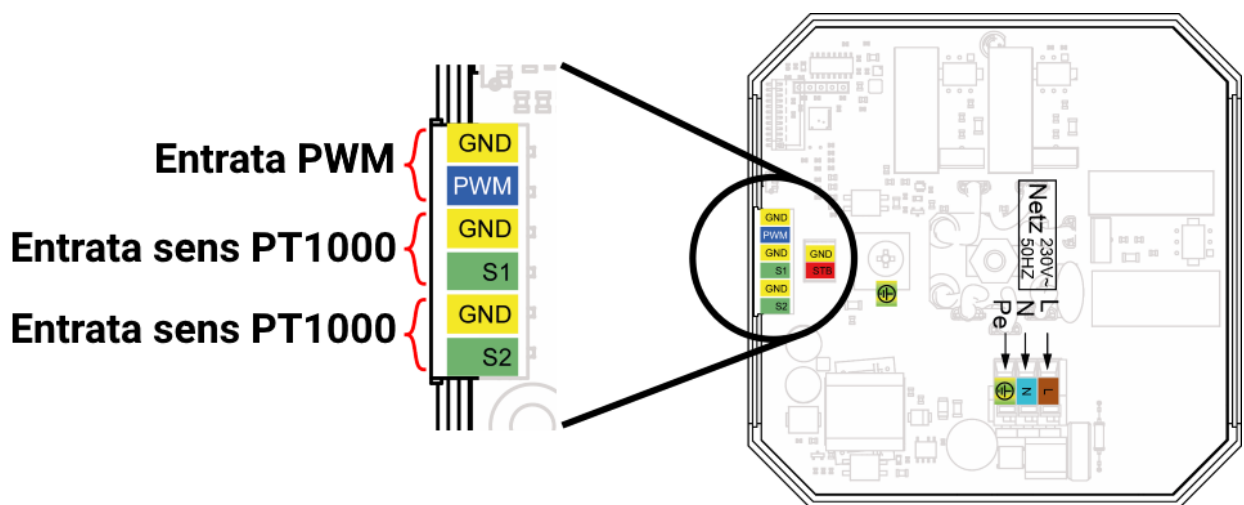 Entrata PWM
Entrata sens PT1000
Entrata sens PT1000
GND
PWM
GND
S1
GND
S2
GND
PWM
GND
S1
GND
S2
GND
STB
Netz 230V~
50HZ
L
N
Pe
N
L